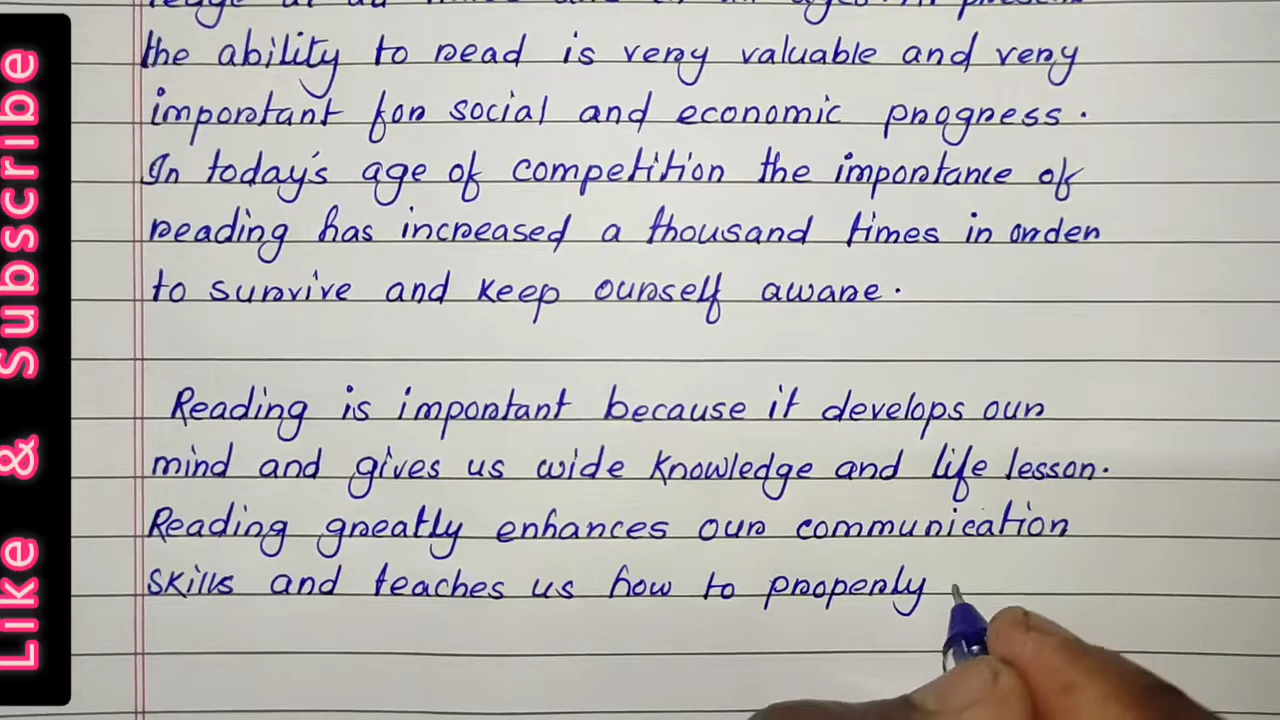 the ability to read is very valuable and very
important for social and economic progress.
In today's age of competition the importance of
reading has increased a thousand times in order
to survive and keep ourself aware.
Reading is important because it develops our
mind and gives us wide knowledge and life lesson.
Reading greatly enhances our communication
skills and teaches us how to properly
Like & Subscribe